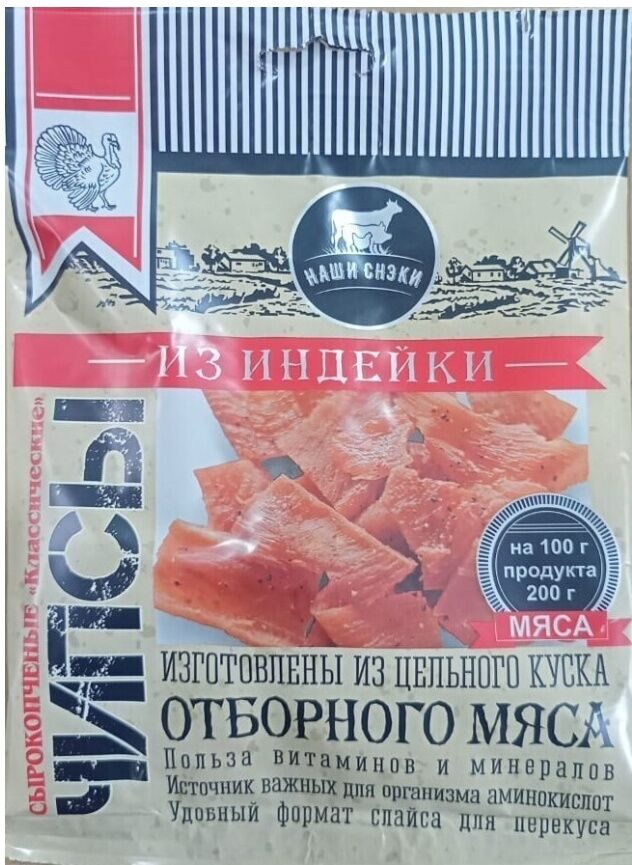 НАШИ СНЭКИ
ИЗ ИНДЕЙКИ
СЫРОКОПЧЕНЫЕ «Классические»
ЧИПСЫ
на 100 г
продукта
200 г
МЯСА
ИЗГОТОВЛЕНЫ ИЗ ЦЕЛЬНОГО КУСКА
ОТБОРНОГО МЯСА
Польза витаминов и минералов
Источник важных для организма аминокислот
Удобный формат слайса для перекуса